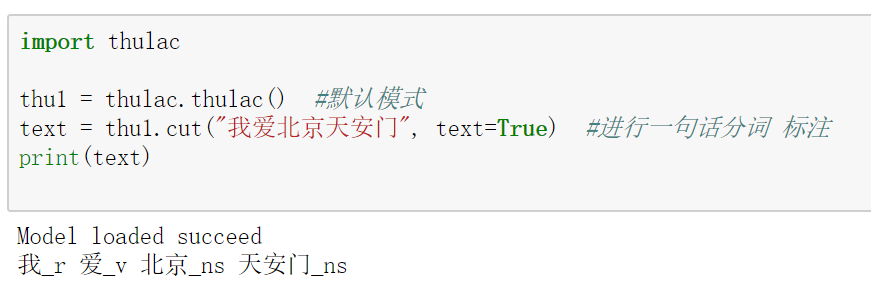 import thulac
thu1 = thulac.thulac()  #默认模式
text = thu1.cut("我爱北京天安门", text=True)  #进行一句话分词 标注
print(text)
Model loaded succeed
我_r 爱_v 北京_ns 天安门_ns